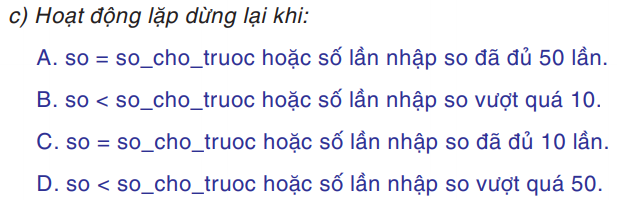 c) Hoạt động lặp dừng lại khi:
A. so = so_cho_truoc hoặc số lần nhập so đã đủ 50 lần.
B. so < so_cho_truoc hoặc số lần nhập so vượt quá 10.
C. so = so_cho_truoc hoặc số lần nhập so đã đủ 10 lần.
D. so < so_cho_truoc hoặc số lần nhập so vượt quá 50.